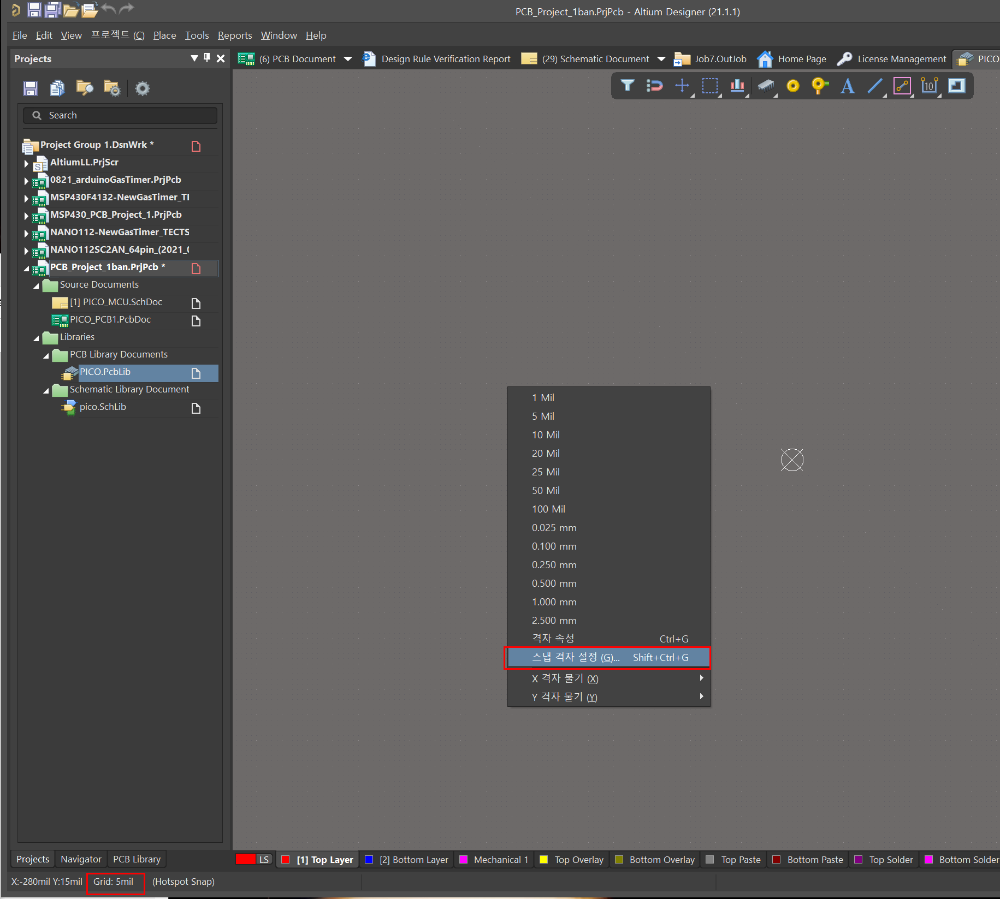 PCB_Project_1ban.PrjPcb - Altium Designer (21.1.1)
File Edit View 프로젝트 (C) Place Tools Reports Window Help
Projects
(6) PCB Document Design Rule Verification Report (29) Schematic Document Job7.OutJob Home Page License Management PICO
Search
Project Group 1.DsnWrk *
AltiumLL.PrjScr
0821_arduinoGasTimer.PrjPcb
MSP430F4132-NewGasTimer_TI
MSP430_PCB_Project_1.PrjPcb
NANO112-NewGasTimer_TECTS
NANO112SC2AN_64pin_(2021_
PCB_Project_1ban.PrjPcb *
Source Documents
[1] PICO_MCU.SchDoc
PICO_PCB1.PcbDoc
Libraries
PCB Library Documents
PICO.PcbLib
Schematic Library Document
pico.SchLib
1 Mil
5 Mil
10 Mil
20 Mil
25 Mil
50 Mil
100 Mil
0.025 mm
0.100 mm
0.250 mm
0.500 mm
1.000 mm
2.500 mm
격자 속성 Ctrl+G
스냅 격자 설정 (G)... Shift+Ctrl+G
X 격자 물기 (X)
Y 격자 물기 (Y)
Projects Navigator PCB Library
LS [1] Top Layer [2] Bottom Layer Mechanical 1 Top Overlay Bottom Overlay Top Paste Bottom Paste Top Solder Bottom Solder
X:-280mil Y:15mil Grid: 5mil (Hotspot Snap)